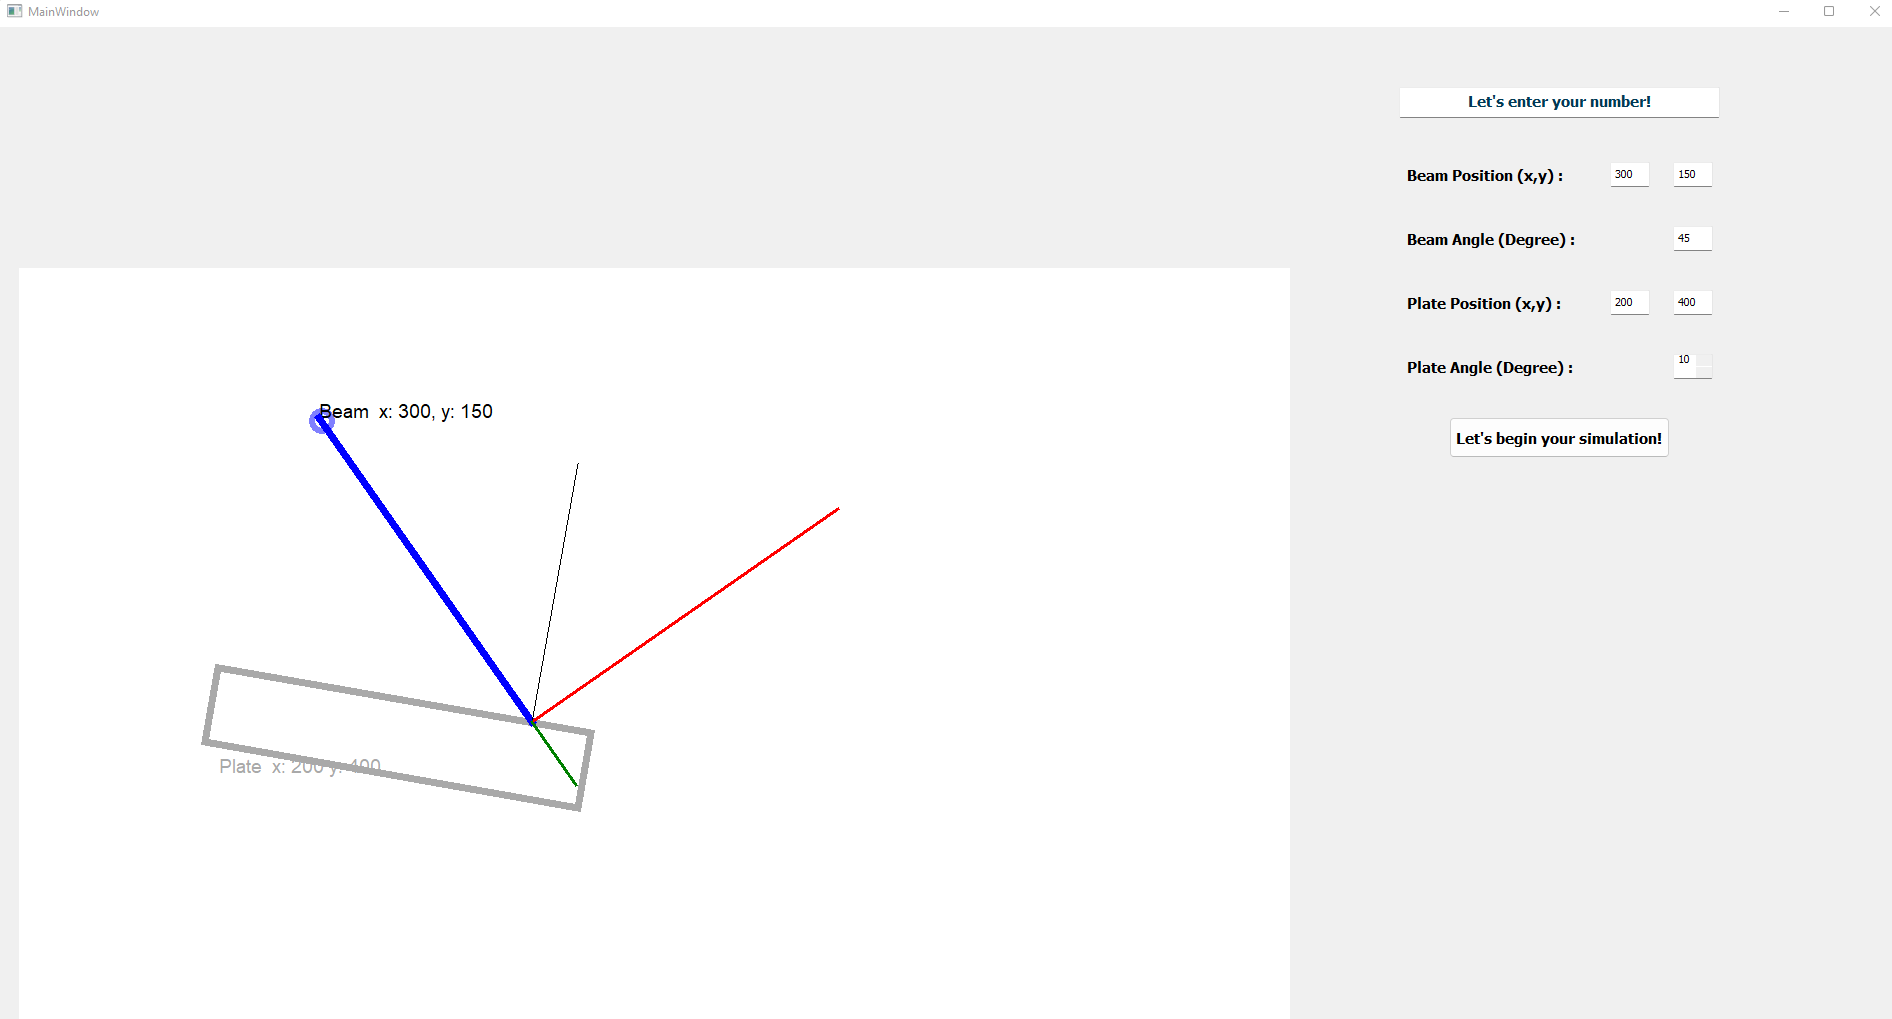 MainWindow
Let's enter your number!
Beam Position (x,y) : 300 150
Beam Angle (Degree) : 45
Plate Position (x,y) : 200 400
Plate Angle (Degree) : 10
Let's begin your simulation!
Beam x: 300, y: 150
Plate x: 200 y: 400